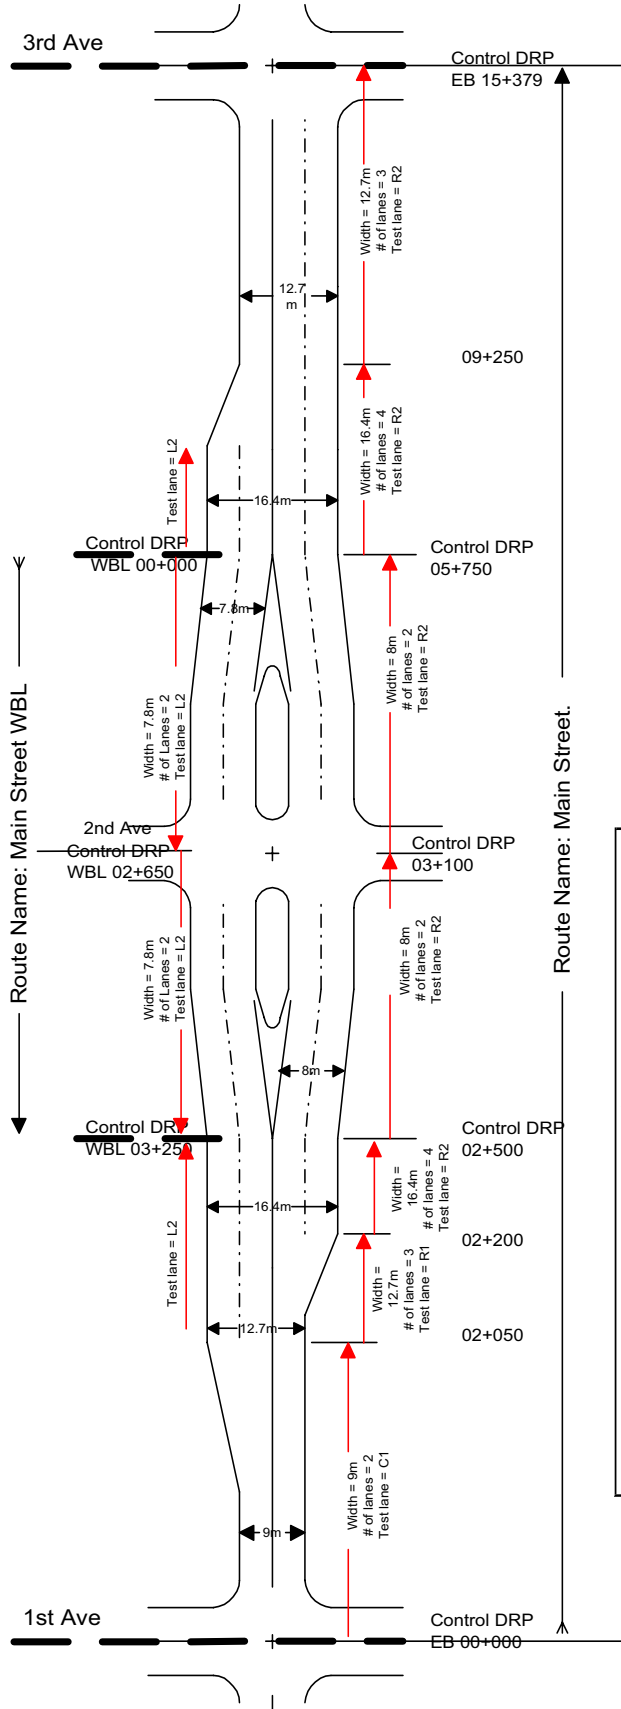 3rd Ave
Control DRP
EB 15+379
Width = 12.7m
# of lanes = 3
Test lane = R2
12.7
m
09+250
Width = 16.4m
# of lanes = 4
Test lane = R2
Test lane = L2
16.4m
Control DRP
WBL 00+000
Control DRP
05+750
7.8m
Width = 8m
# of lanes = 2
Test lane = R2
Width = 7.8m
# of Lanes = 2
Test lane = L2
Route Name: Main Street WBL
Route Name: Main Street.
2nd Ave
Control DRP
WBL 02+650
Control DRP
03+100
Width = 7.8m
# of Lanes = 2
Test lane = L2
Width = 8m
# of lanes = 2
Test lane = R2
8m
Control DRP
WBL 03+250
Control DRP
02+500
Width =
16.4m
# of lanes = 4
Test lane = R2
16.4m
Test lane = L2
02+200
Width =
12.7m
# of lanes = 3
Test lane = R1
12.7m
02+050
Width = 9m
# of lanes = 2
Test lane = C1
9m
1st Ave
Control DRP
EB 00+000